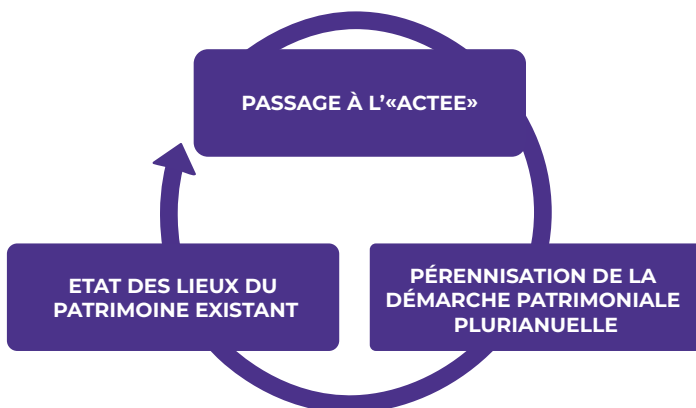 PASSAGE À L'«ACTEE»
ETAT DES LIEUX DU
PATRIMOINE EXISTANT
PÉRENNISATION DE LA
DÉMARCHE PATRIMONIALE
PLURIANUELLE